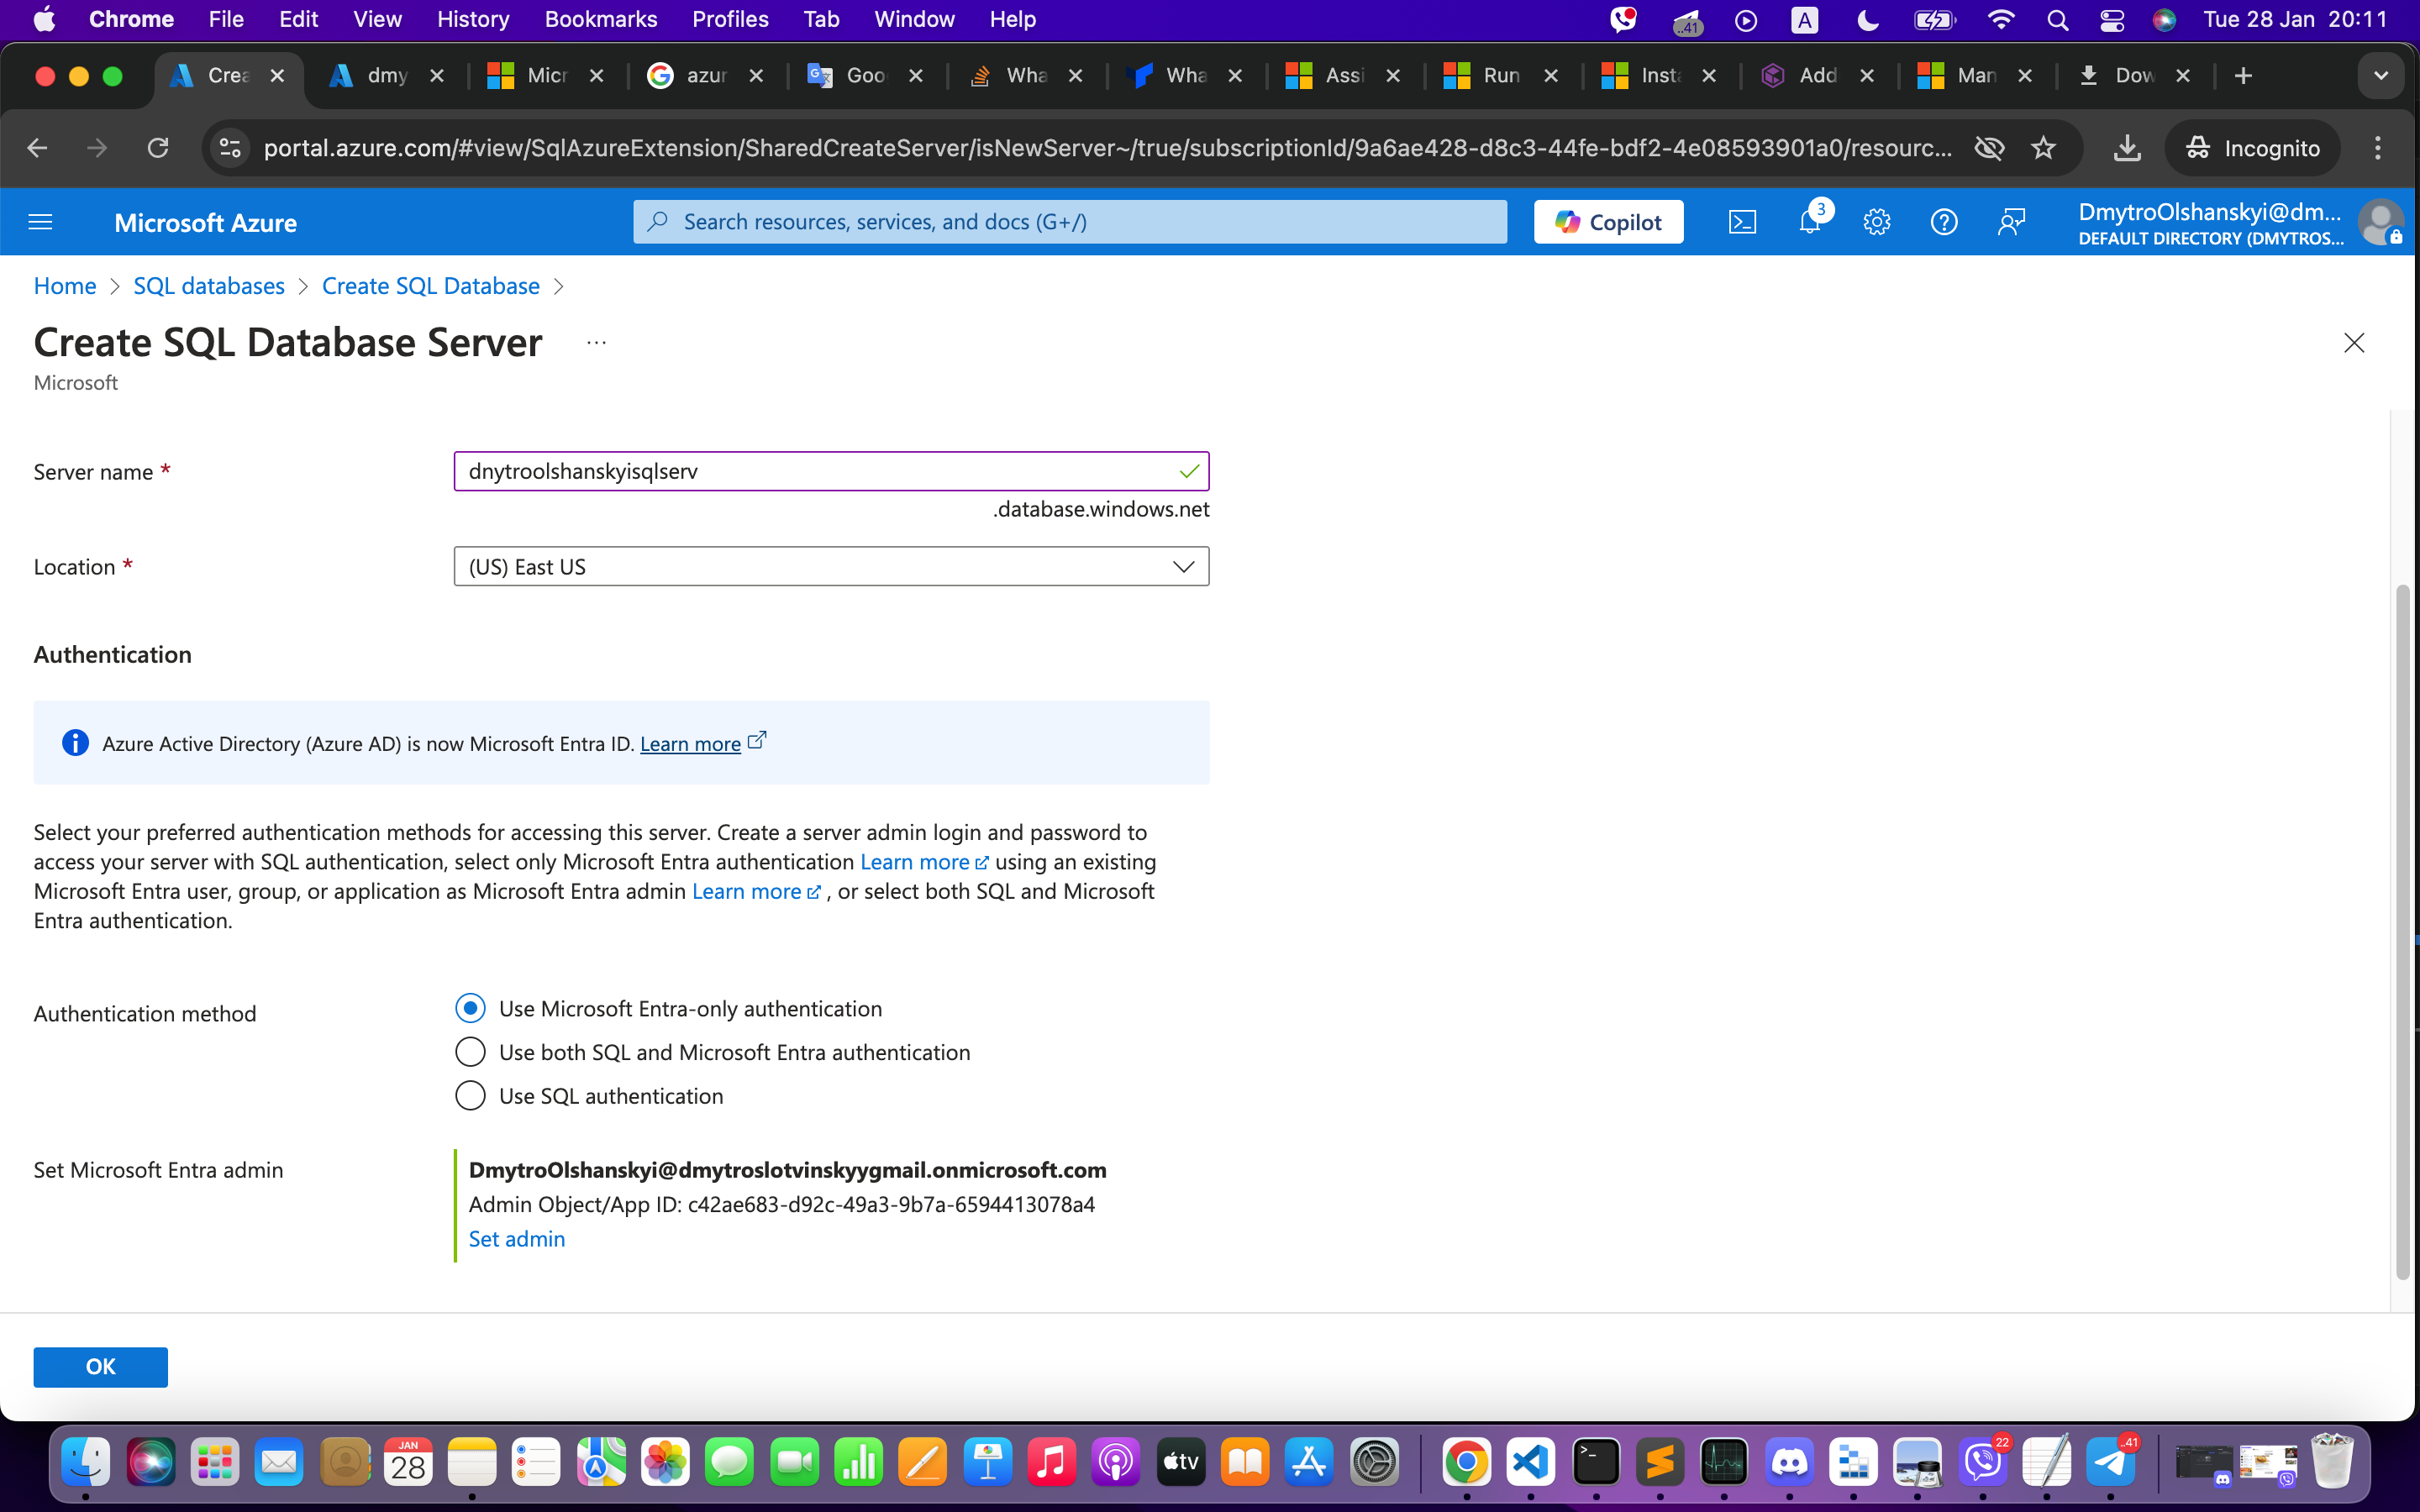 Chrome File Edit View History Bookmarks Profiles Tab Window Help ..41 A Tue 28 Jan 20:11
Crea dmy Micr azur Goo Wha Wha Assi Run Insta Add Man Dow
portal.azure.com/#view/SqlAzureExtension/SharedCreateServer/isNewServer~/true/subscriptionId/9a6ae428-d8c3-44fe-bdf2-4e08593901a0/resourc... Incognito
Microsoft Azure Search resources, services, and docs (G+/) Copilot 3 DmytroOlshanskyi@dm...
DEFAULT DIRECTORY (DMYTROS...
Home > SQL databases > Create SQL Database >
Create SQL Database Server ...
Microsoft
Server name * dnytroolshanskyisqlserv
.database.windows.net
Location * (US) East US
Authentication
Azure Active Directory (Azure AD) is now Microsoft Entra ID. Learn more
Select your preferred authentication methods for accessing this server. Create a server admin login and password to
access your server with SQL authentication, select only Microsoft Entra authentication Learn more using an existing
Microsoft Entra user, group, or application as Microsoft Entra admin Learn more , or select both SQL and Microsoft
Entra authentication.
Authentication method Use Microsoft Entra-only authentication
Use both SQL and Microsoft Entra authentication
Use SQL authentication
Set Microsoft Entra admin DmytroOlshanskyi@dmytroslotvinskyygmail.onmicrosoft.com
Admin Object/App ID: c42ae683-d92c-49a3-9b7a-6594413078a4
Set admin
OK
JAN
28
tv
22
..41